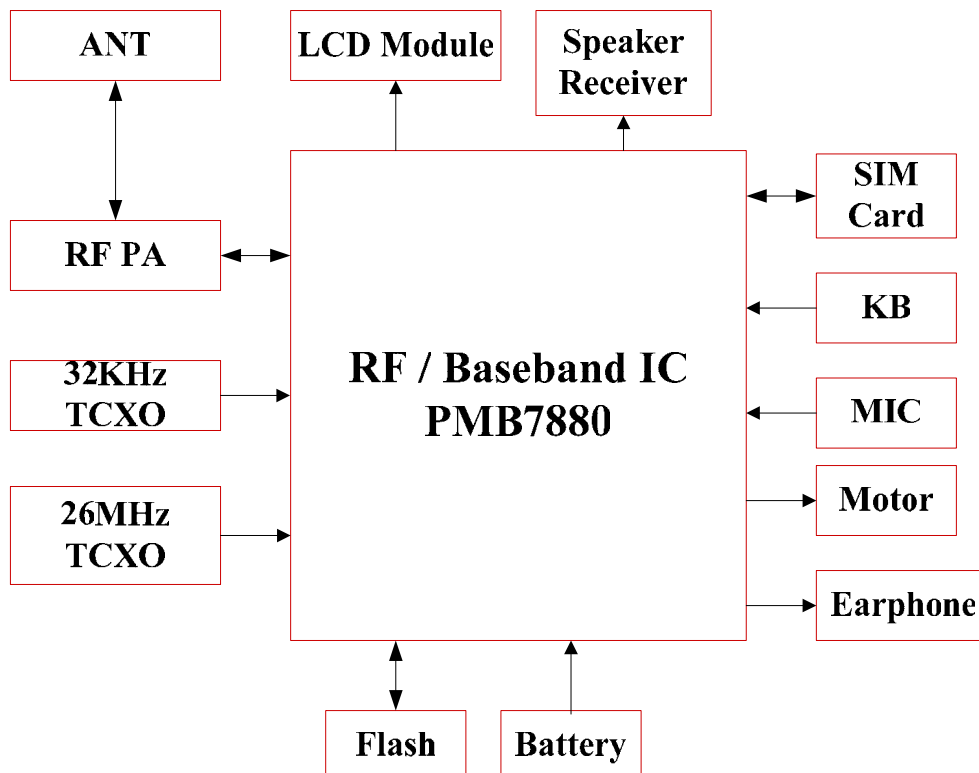 ANT
LCD Module
Speaker
Receiver
SIM
Card
RF PA
KB
32KHz
TCXO
RF / Baseband IC
PMB7880
MIC
Motor
26MHz
TCXO
Earphone
Flash
Battery